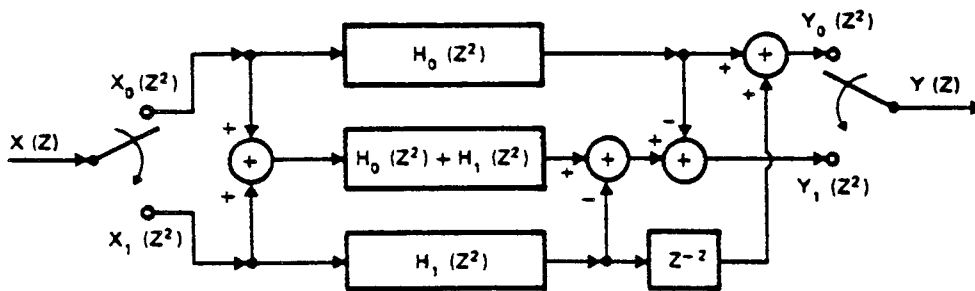 H₀ (Z²)
Y₀ (Z²)
X₀ (Z²)
+
+
+
+
Y (Z)
X (Z)
+
−
+
H₀ (Z²) + H₁ (Z²)
+
+
+
+
+
−
Y₁ (Z²)
X₁ (Z²)
H₁ (Z²)
Z⁻²